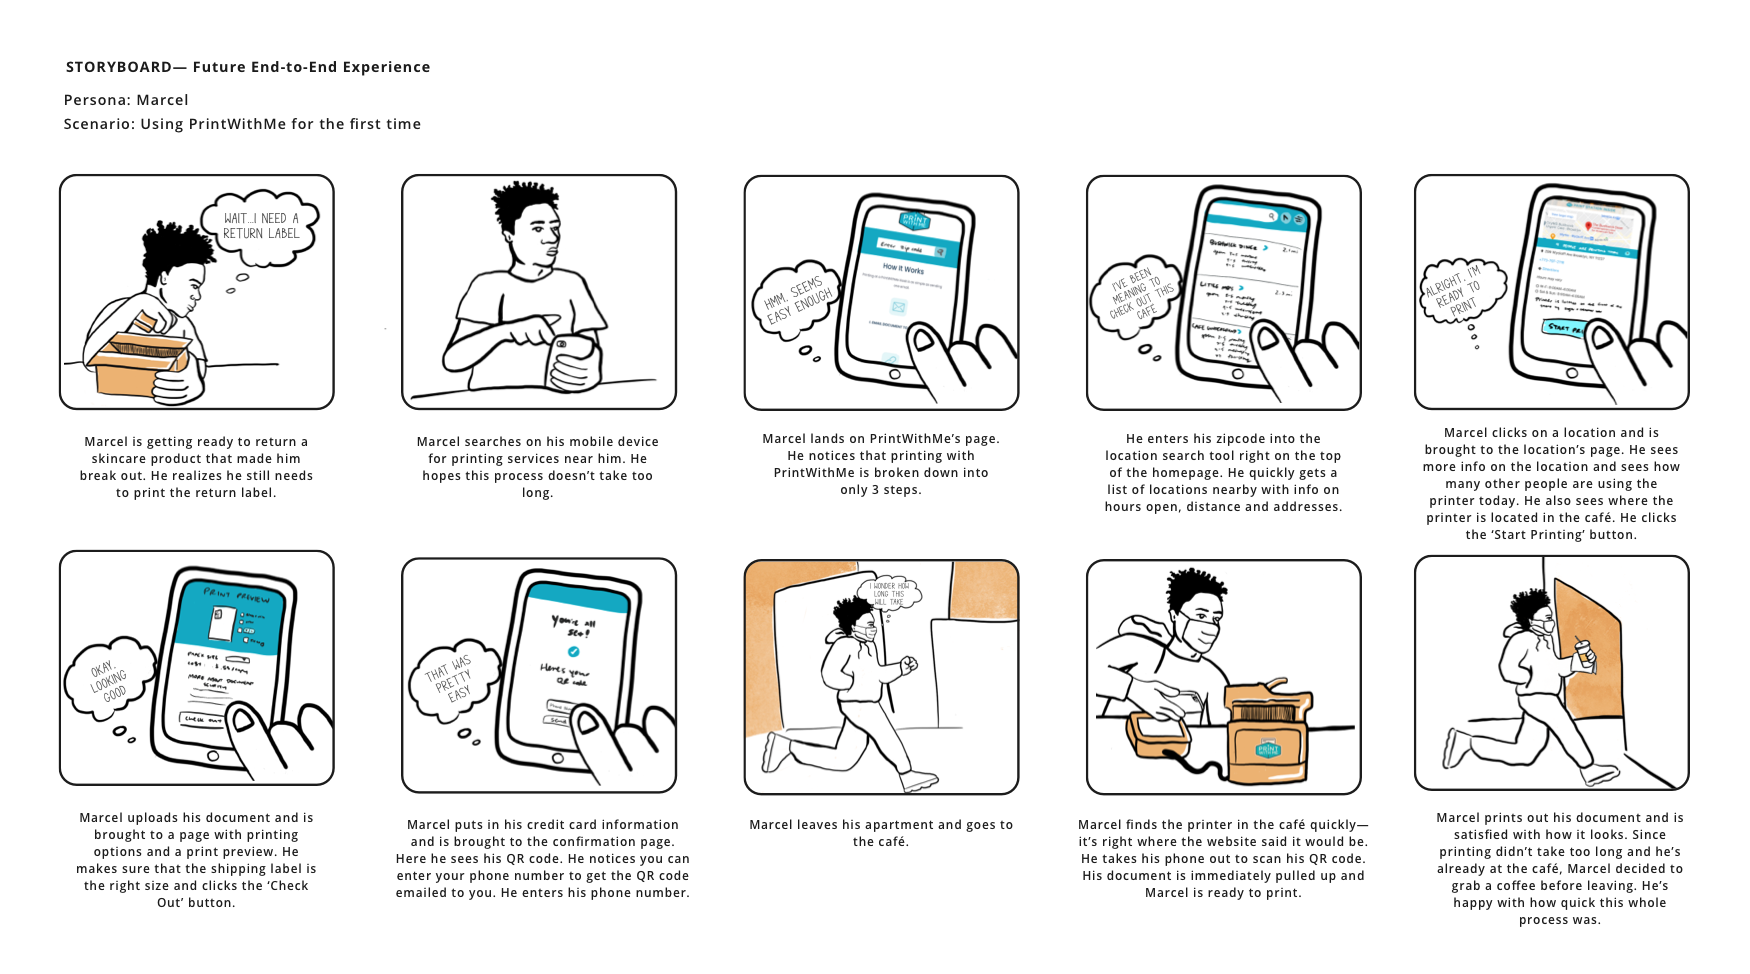 STORYBOARD— Future End-to-End Experience
Persona: Marcel
Scenario: Using PrintWithMe for the first time
WAIT...I NEED A
RETURN LABEL
Marcel is getting ready to return a
skincare product that made him
break out. He realizes he still needs
to print the return label.
Marcel searches on his mobile device
for printing services near him. He
hopes this process doesn’t take too
long.
HMM. SEEMS
EASY ENOUGH
PRINT
WITH ME
Enter zip code
How it Works
Marcel lands on PrintWithMe’s page.
He notices that printing with
PrintWithMe is broken down into
only 3 steps.
I'VE BEEN
MEANING TO
CHECK OUT THIS
CAFE
BUSHWICK DINER
LITTLE MO'S
He enters his zipcode into the
location search tool right on the top
of the homepage. He quickly gets a
list of locations nearby with info on
hours open, distance and addresses.
ALRIGHT, I'M
READY TO
PRINT
START
Marcel clicks on a location and is
brought to the location’s page. He sees
more info on the location and sees how
many other people are using the
printer today. He also sees where the
printer is located in the café. He clicks
the ‘Start Printing’ button.
OKAY.
LOOKING
GOOD
PRINT PREVIEW
MORE ABOUT DOCUMENT
SECURITY
CHECK OUT
Marcel uploads his document and is
brought to a page with printing
options and a print preview. He
makes sure that the shipping label is
the right size and clicks the ‘Check
Out’ button.
THAT WAS
PRETTY
EASY
You're all
set!
Here's your
QR code
Send
Marcel puts in his credit card information
and is brought to the confirmation page.
Here he sees his QR code. He notices you can
enter your phone number to get the QR code
emailed to you. He enters his phone number.
I WONDER HOW
LONG THIS
WILL TAKE
Marcel leaves his apartment and goes to
the café.
PRINT
WITH ME
Marcel finds the printer in the café quickly—
it’s right where the website said it would be.
He takes his phone out to scan his QR code.
His document is immediately pulled up and
Marcel is ready to print.
Marcel prints out his document and is
satisfied with how it looks. Since
printing didn’t take too long and he’s
already at the café, Marcel decided to
grab a coffee before leaving. He’s
happy with how quick this whole
process was.